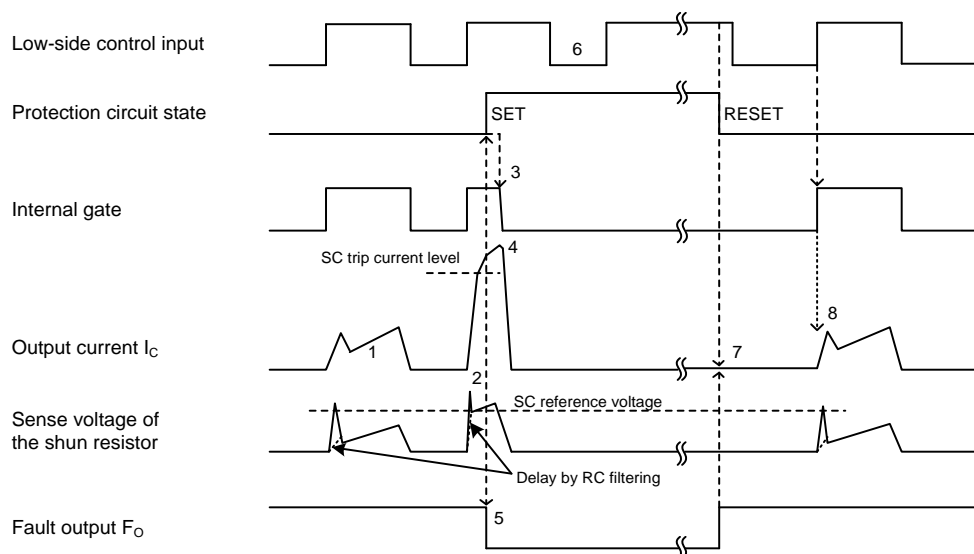 Low-side control input
6
Protection circuit state
SET
RESET
3
Internal gate
4
SC trip current level
8
Output current IC
1
7
2
SC reference voltage
Sense voltage of
the shun resistor
Delay by RC filtering
5
Fault output FO